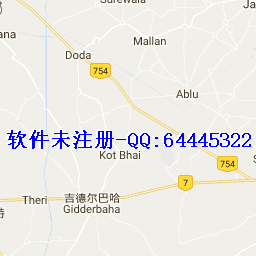 Surewala
Ja
ana
Mallan
Doda
754
Ablu
软件未注册-QQ:64445322
Kot Bhai
754
S
7
Theri
吉德尔巴哈
特
Gidderbaha